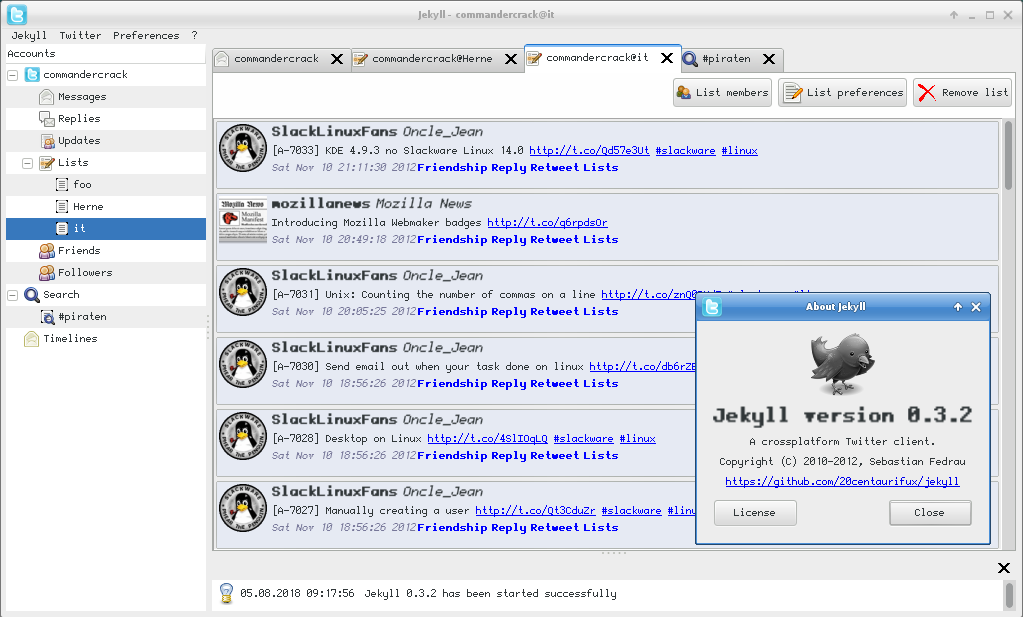 Jekyll - commandercrack@it
Jekyll Twitter Preferences ?
Accounts
commandercrack
Messages
Replies
Updates
Lists
foo
Herne
it
Friends
Followers
Search
#piraten
Timelines
commandercrack commandercrack@Herne commandercrack@it #piraten
List members List preferences Remove list
SlackLinuxFans Oncle_Jean
[A-7033] KDE 4.9.3 no Slackware Linux 14.0 http://t.co/Qd57e3Ut #slackware #linux
Sat Nov 10 21:11:30 2012 Friendship Reply Retweet Lists
mozillanews Mozilla News
Introducing Mozilla Webmaker badges http://t.co/q6rpdsOr
Sat Nov 10 20:49:18 2012 Friendship Reply Retweet Lists
SlackLinuxFans Oncle_Jean
[A-7031] Unix: Counting the number of commas on a line
Sat Nov 10 20:05:25 2012 Friendship Reply Retweet Lists
SlackLinuxFans Oncle_Jean
[A-7030] Send email out when your task done on linux http://t.co/db6rZE
Sat Nov 10 18:56:26 2012 Friendship Reply Retweet Lists
SlackLinuxFans Oncle_Jean
[A-7028] Desktop on Linux http://t.co/4SlIOqLQ #slackware #linux
Sat Nov 10 18:56:26 2012 Friendship Reply Retweet Lists
SlackLinuxFans Oncle_Jean
[A-7027] Manually creating a user http://t.co/Qt3CduZr #slackware #linu
Sat Nov 10 18:56:26 2012 Friendship Reply Retweet Lists
About Jekyll
Jekyll version 0.3.2
A crossplatform Twitter client.
Copyright (C) 2010-2012, Sebastian Fedrau
https://github.com/20centaurifux/jekyll
License Close
05.08.2018 09:17:56 Jekyll 0.3.2 has been started successfully